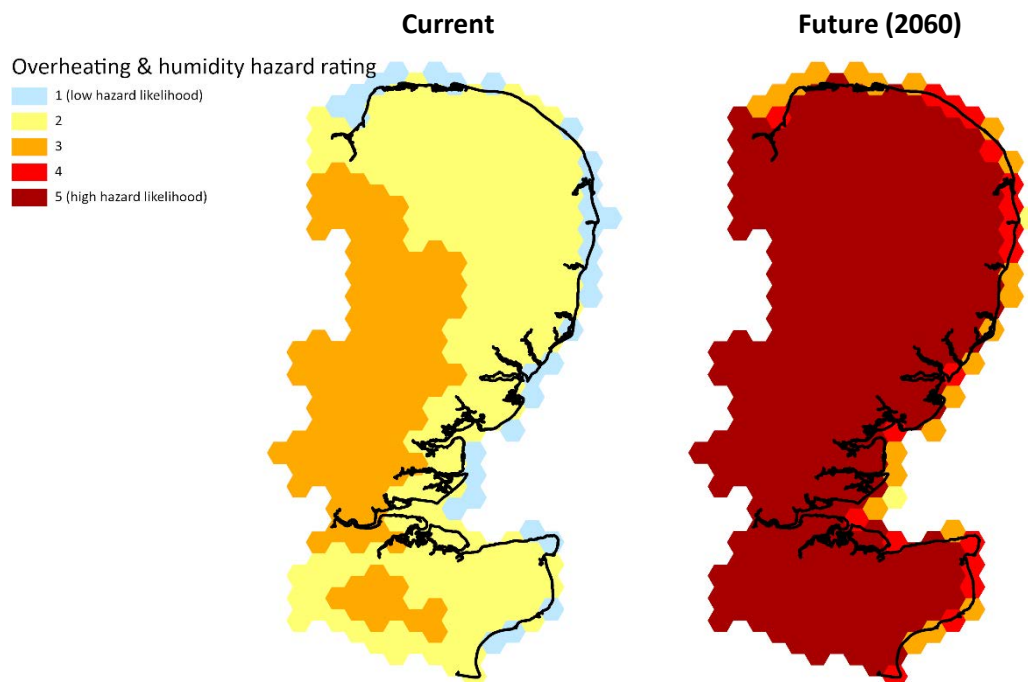 Current
Future (2060)
Overheating & humidity hazard rating
1 (low hazard likelihood)
2
3
4
5 (high hazard likelihood)